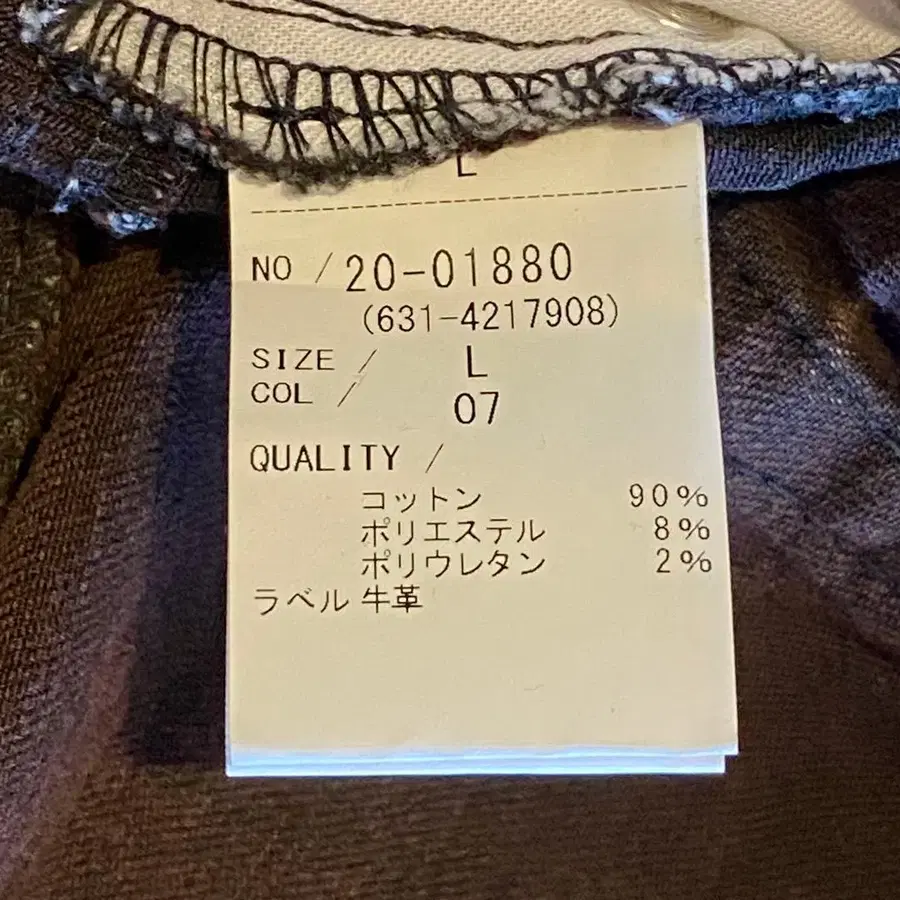 L
NO / 20-01880
(631-4217908)
SIZE / L
COL / 07
QUALITY /
コットン 90%
ポリエステル 8%
ポリウレタン 2%
ラベル 牛革